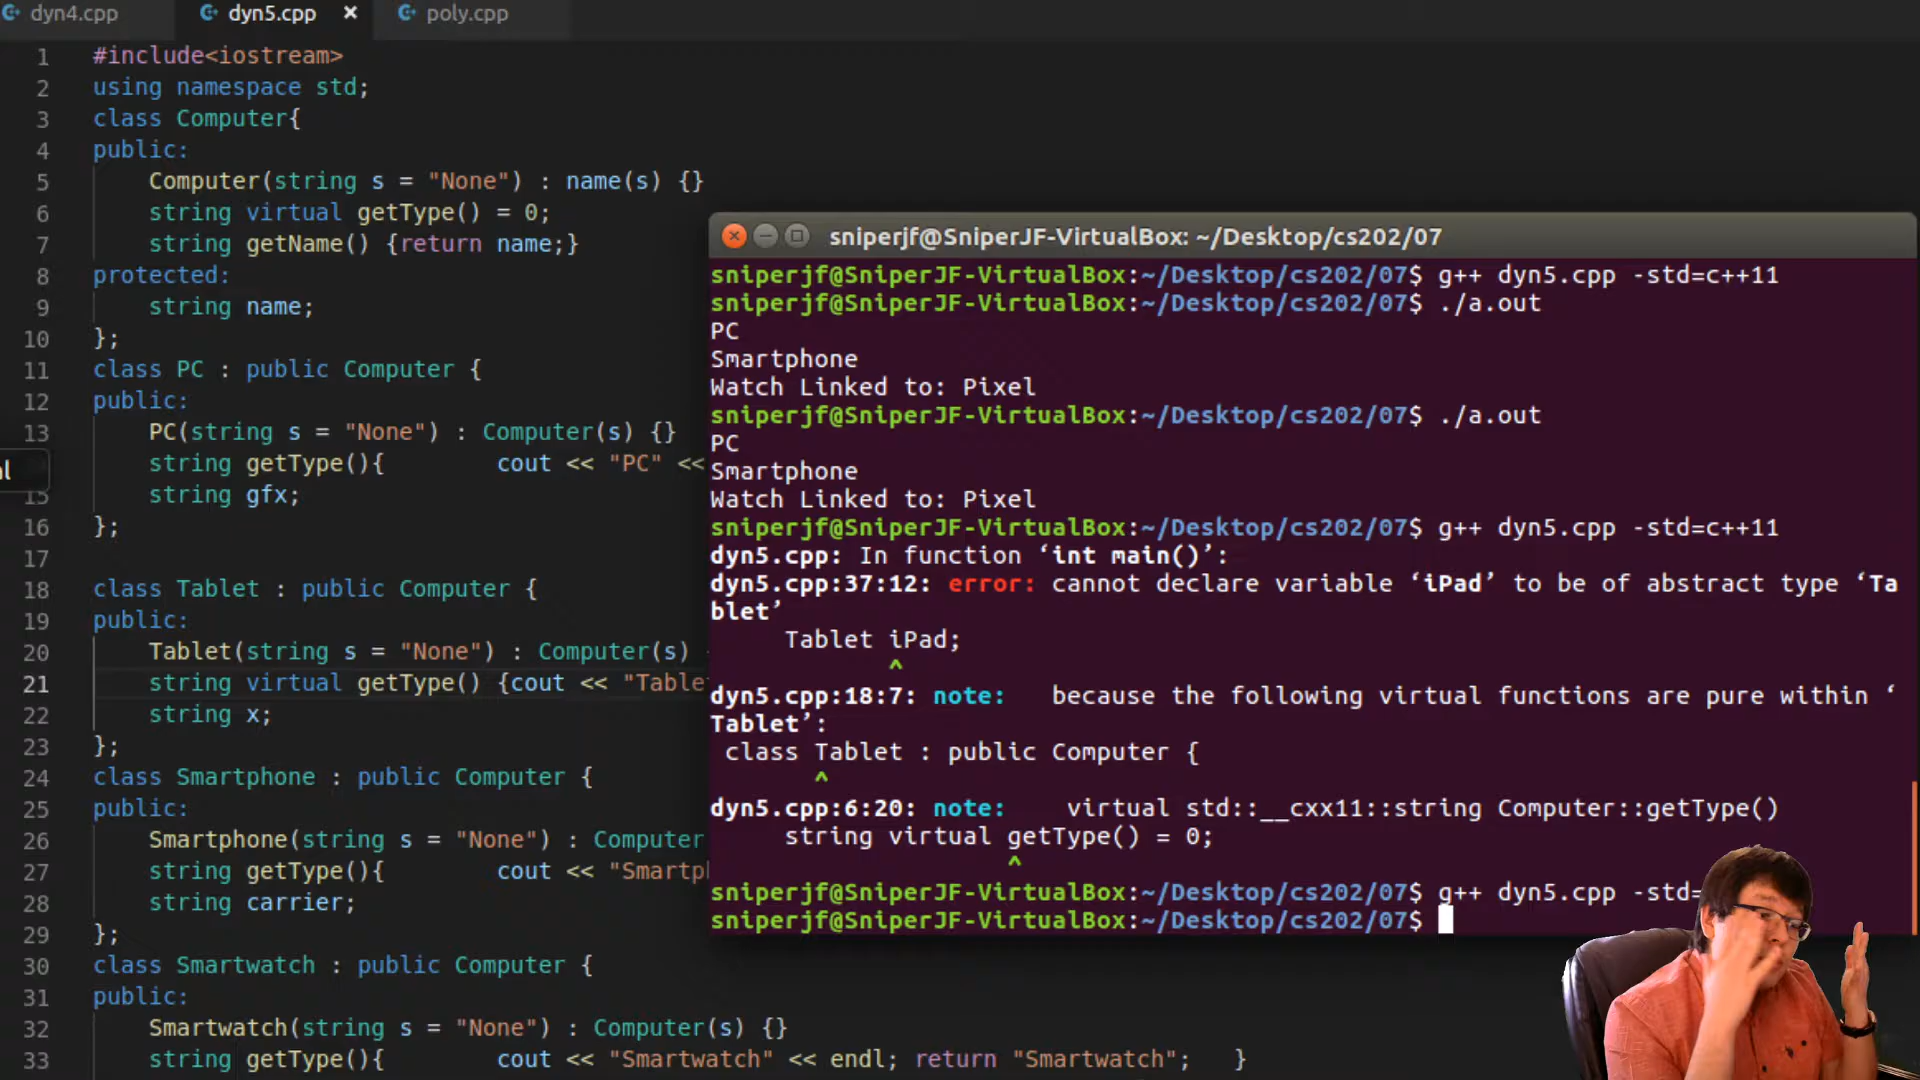 dyn4.cpp dyn5.cpp × poly.cpp
1 #include<iostream>
2 using namespace std;
3 class Computer{
4 public:
5 Computer(string s = "None") : name(s) {}
6 string virtual getType() = 0;
7 string getName() {return name;}
8 protected:
9 string name;
10 };
11 class PC : public Computer {
12 public:
13 PC(string s = "None") : Computer(s) {}
string getType(){ cout << "PC" <<
15 string gfx;
16 };
17
18 class Tablet : public Computer {
19 public:
20 Tablet(string s = "None") : Computer(s)
21 string virtual getType() {cout << "Table
22 string x;
23 };
24 class Smartphone : public Computer {
25 public:
26 Smartphone(string s = "None") : Computer
27 string getType(){ cout << "Smartp
28 string carrier;
29 };
30 class Smartwatch : public Computer {
31 public:
32 Smartwatch(string s = "None") : Computer(s) {}
33 string getType(){ cout << "Smartwatch" << endl; return "Smartwatch"; }
al
sniperjf@SniperJF-VirtualBox: ~/Desktop/cs202/07
sniperjf@SniperJF-VirtualBox:~/Desktop/cs202/07$ g++ dyn5.cpp -std=c++11
sniperjf@SniperJF-VirtualBox:~/Desktop/cs202/07$ ./a.out
PC
Smartphone
Watch Linked to: Pixel
sniperjf@SniperJF-VirtualBox:~/Desktop/cs202/07$ ./a.out
PC
Smartphone
Watch Linked to: Pixel
sniperjf@SniperJF-VirtualBox:~/Desktop/cs202/07$ g++ dyn5.cpp -std=c++11
dyn5.cpp: In function ‘int main()’:
dyn5.cpp:37:12: error: cannot declare variable ‘iPad’ to be of abstract type ‘Ta
blet’
Tablet iPad;
^
dyn5.cpp:18:7: note: because the following virtual functions are pure within ‘
Tablet’:
class Tablet : public Computer {
^
dyn5.cpp:6:20: note: virtual std::__cxx11::string Computer::getType()
string virtual getType() = 0;
^
sniperjf@SniperJF-VirtualBox:~/Desktop/cs202/07$ g++ dyn5.cpp -std=
sniperjf@SniperJF-VirtualBox:~/Desktop/cs202/07$